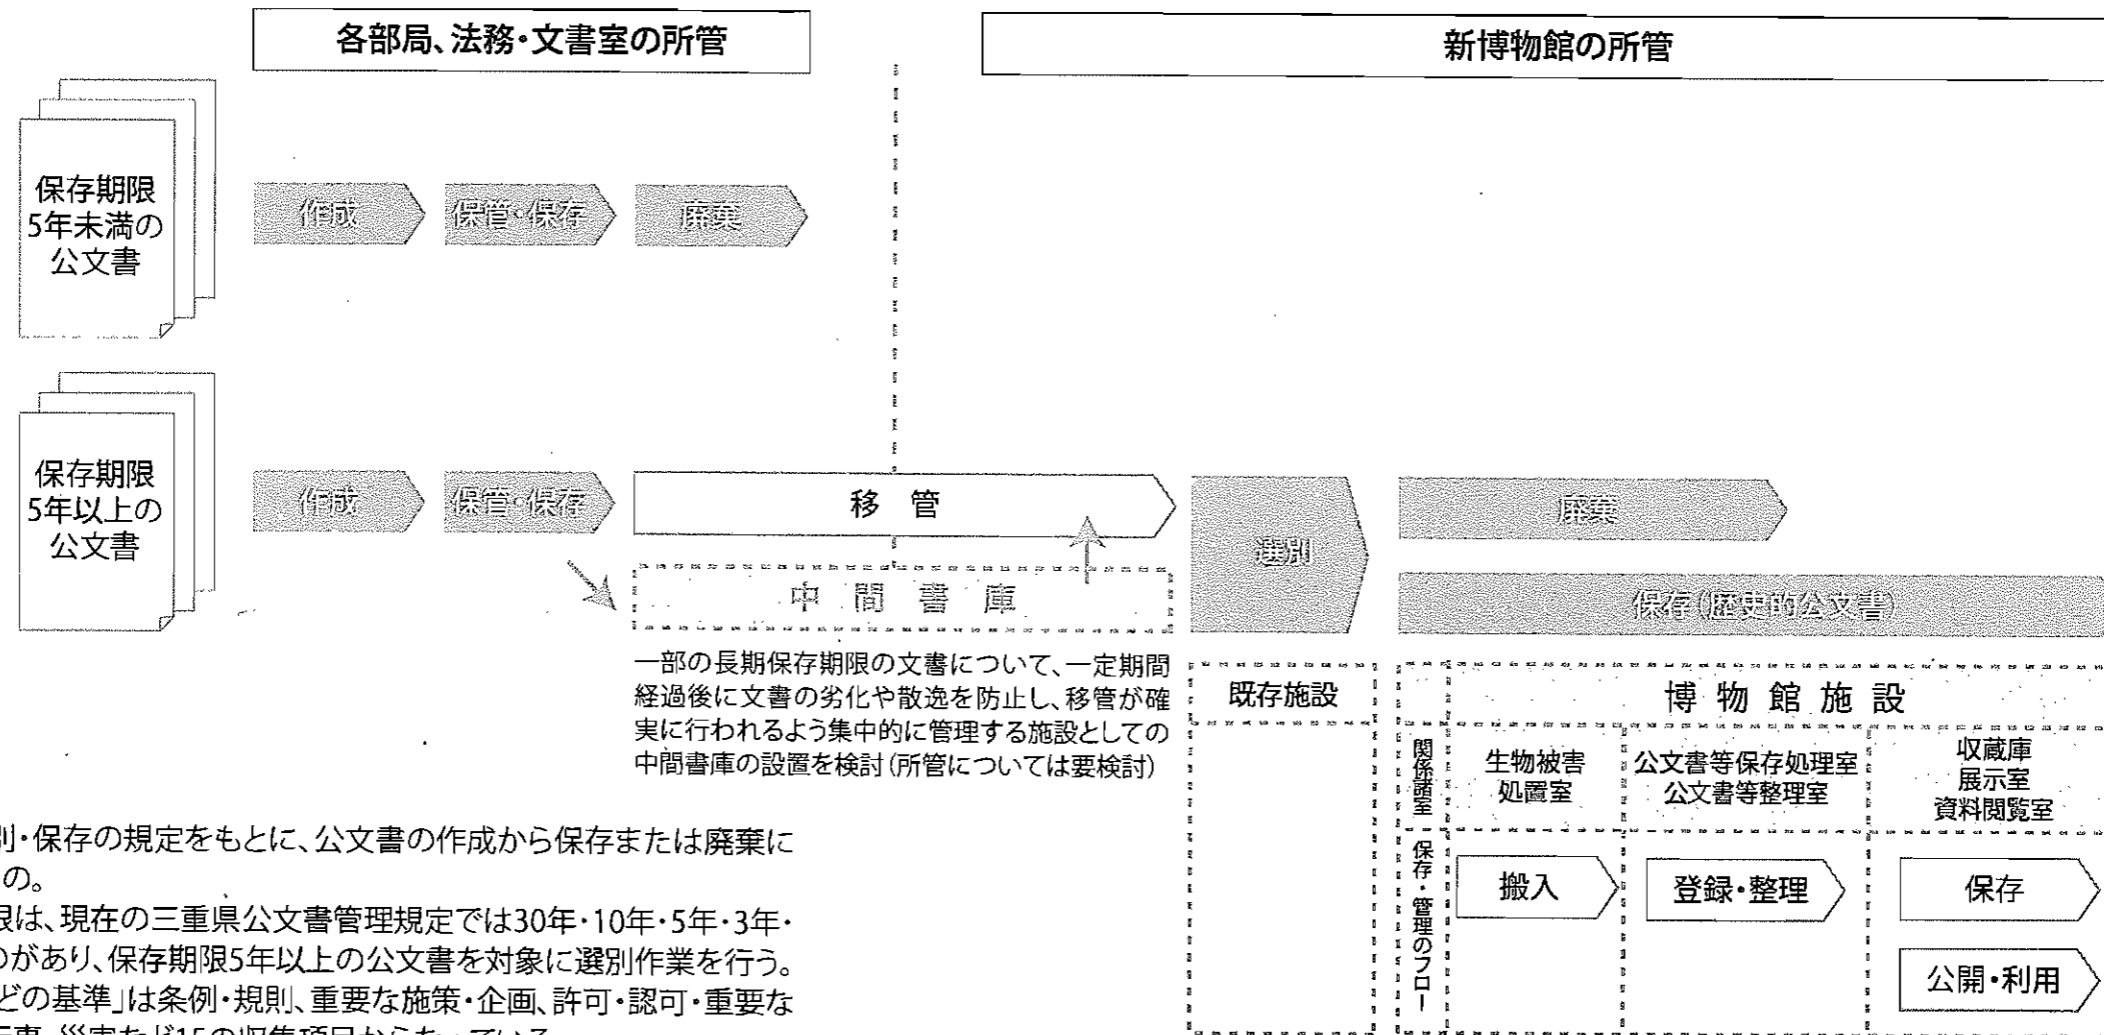 各部局、法務・文書室の所管
新博物館の所管
保存期限
5年未満の
公文書
作成
保管・保存
廃棄
保存期限
5年以上の
公文書
作成
保管・保存
移 管
中 間 書 庫
一部の長期保存期限の文書について、一定期間
経過後に文書の劣化や散逸を防止し、移管が確
実に行われるよう集中的に管理する施設としての
中間書庫の設置を検討(所管については要検討)
選別
廃棄
保存(歴史的公文書)
既存施設
博 物 館 施 設
関係諸室
生物被害
処置室
公文書等保存処理室
公文書等整理室
収蔵庫
展示室
資料閲覧室
保存・管理のフロー
搬入
登録・整理
保存
公開・利用
別・保存の規定をもとに、公文書の作成から保存または廃棄に
の。
限は、現在の三重県公文書管理規定では30年・10年・5年・3年・
のがあり、保存期限5年以上の公文書を対象に選別作業を行う。
どの基準」は条例・規則、重要な施策・企画、許可・認可・重要な